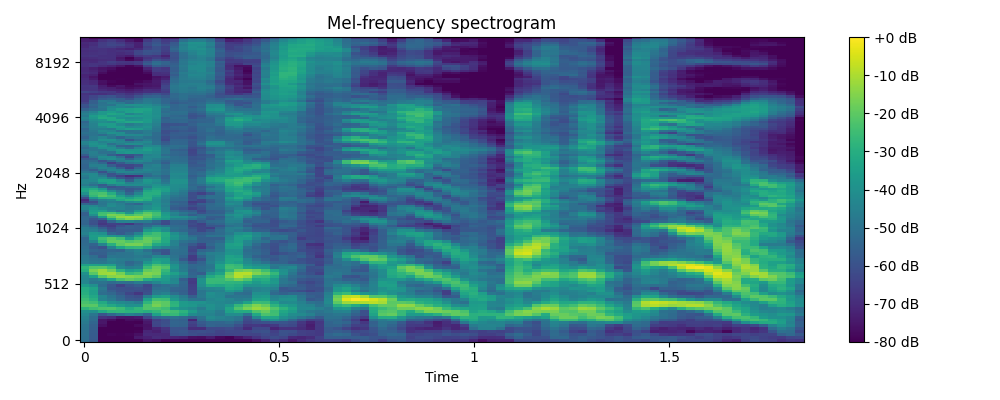 Mel-frequency spectrogram
Hz
8192
4096
2048
1024
512
0
0
0.5
1
1.5
Time
+0 dB
-10 dB
-20 dB
-30 dB
-40 dB
-50 dB
-60 dB
-70 dB
-80 dB